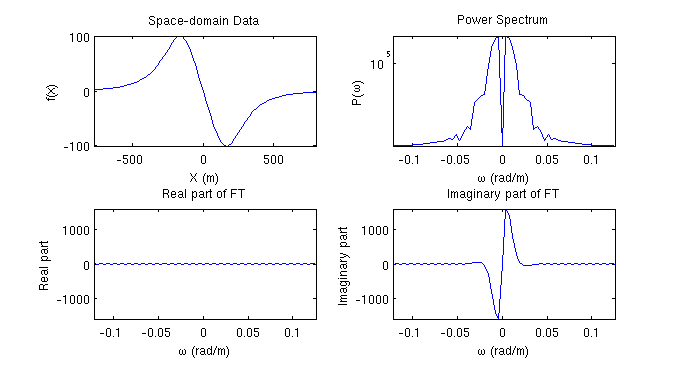 Space-domain Data
Power Spectrum
100
0
-100
f(x)
-500
0
500
X (m)
10^5
P(ω)
-0.1
-0.05
0
0.05
0.1
ω (rad/m)
Real part of FT
Imaginary part of FT
1000
0
-1000
Real part
-0.1
-0.05
0
0.05
0.1
ω (rad/m)
1000
0
-1000
Imaginary part
-0.1
-0.05
0
0.05
0.1
ω (rad/m)